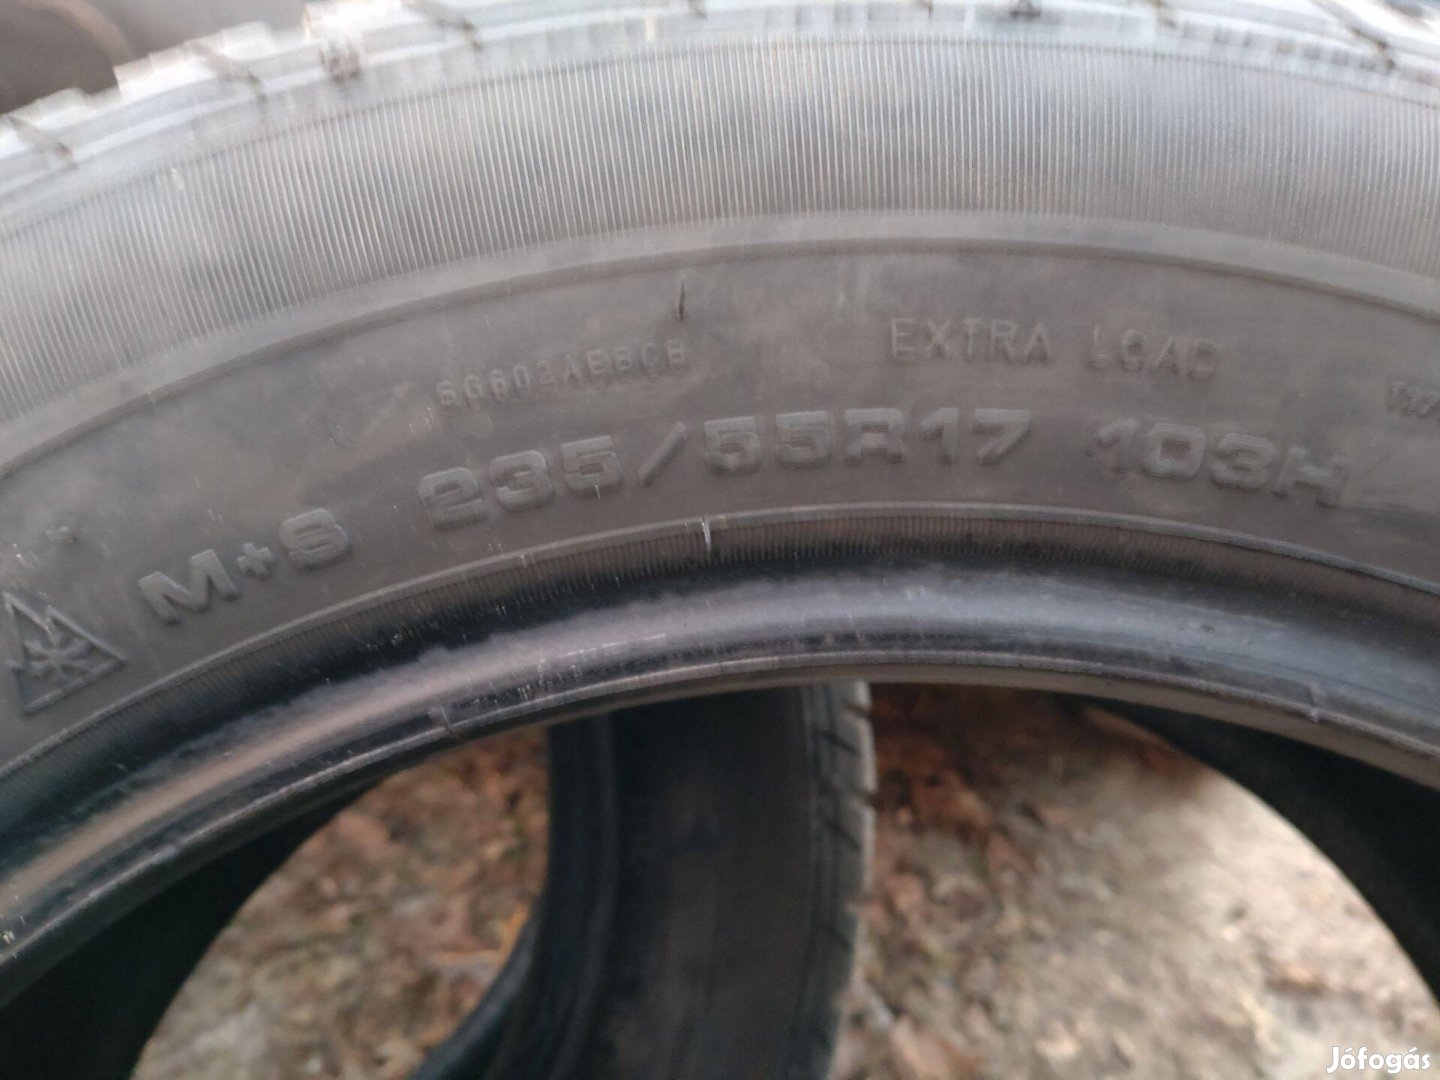 EXTRA LOAD
M+S 235/55R17 103H
Jófogás